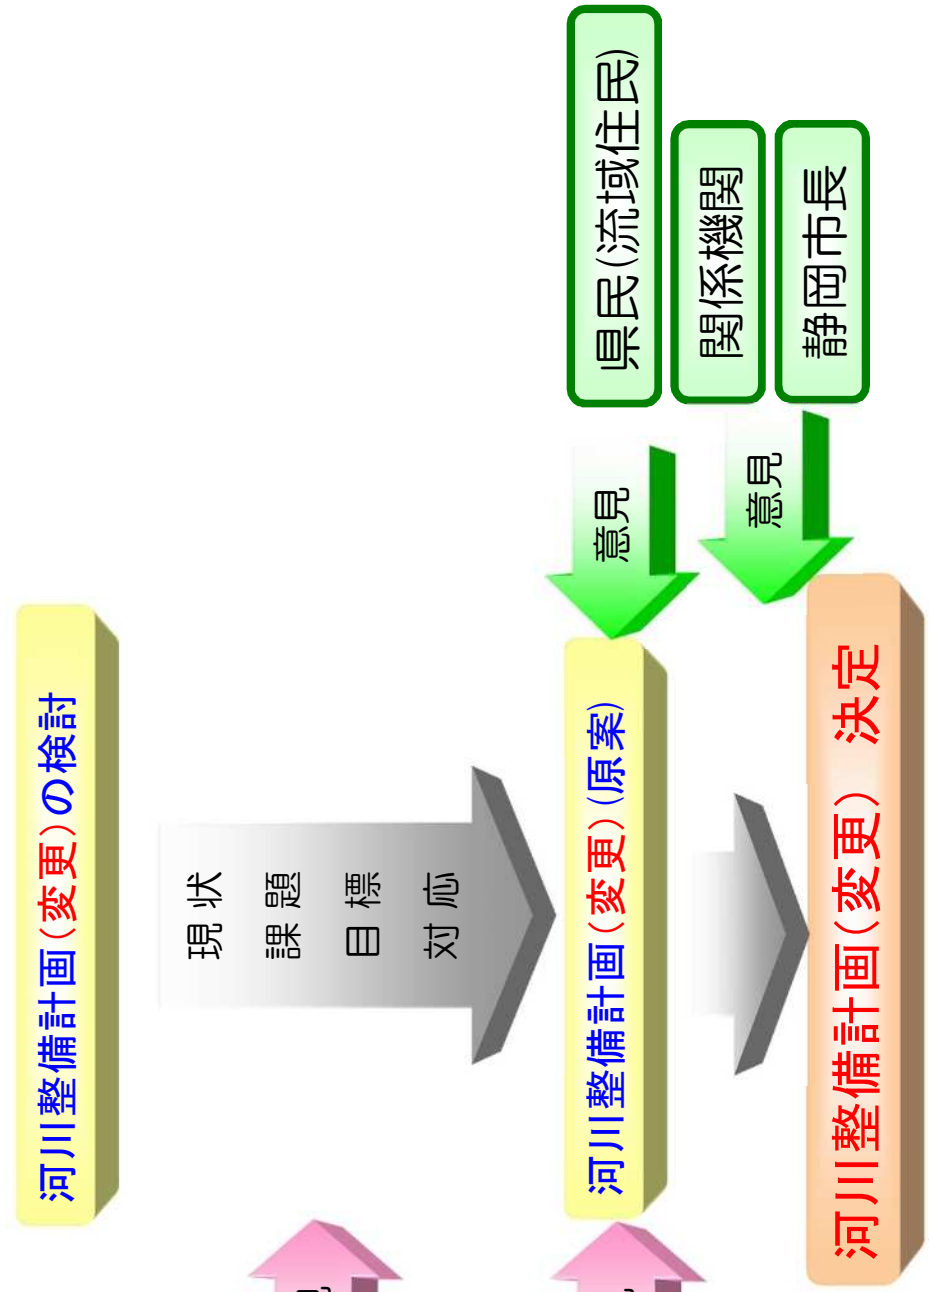 河川整備計画(変更)の検討
現状
課題
目標
対応
河川整備計画(変更)(原案)
河川整備計画(変更) 決定
意見
意見
県民(流域住民)
関係機関
静岡市長